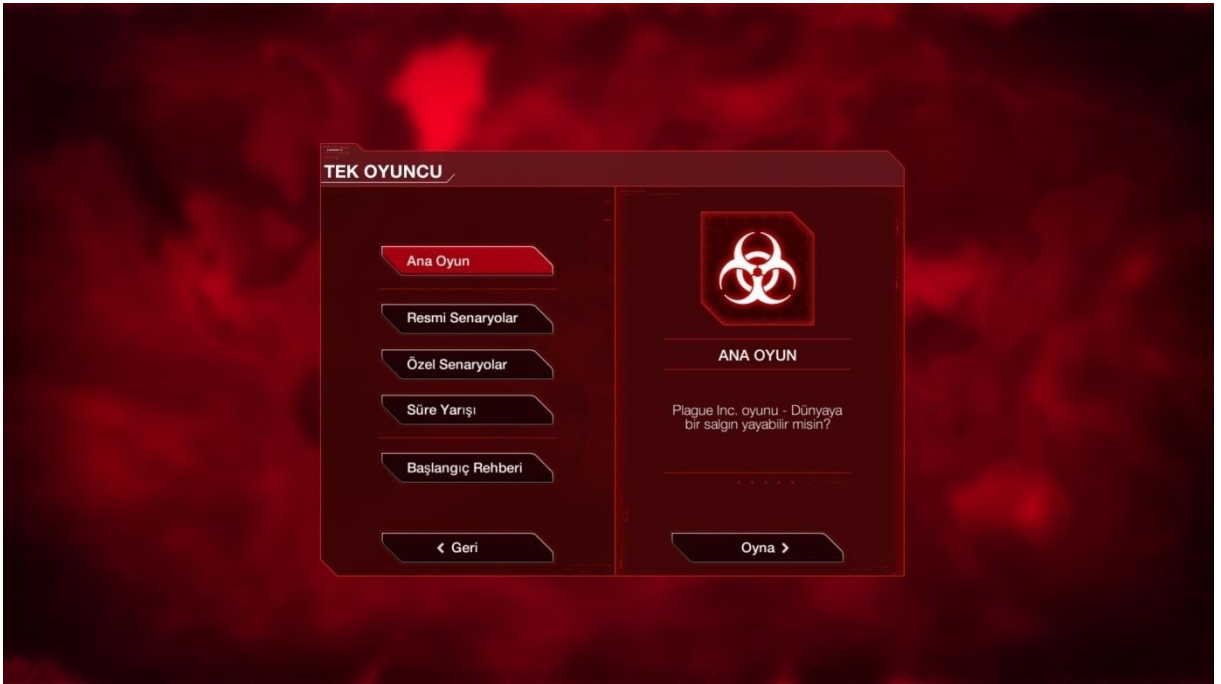 TEK OYUNCU
Ana Oyun
Resmi Senaryolar
Özel Senaryolar
Süre Yarışı
Başlangıç Rehberi
Geri
ANA OYUN
Plague Inc. oyunu - Dünyaya
bir salgın yayabilir misin?
Oyna